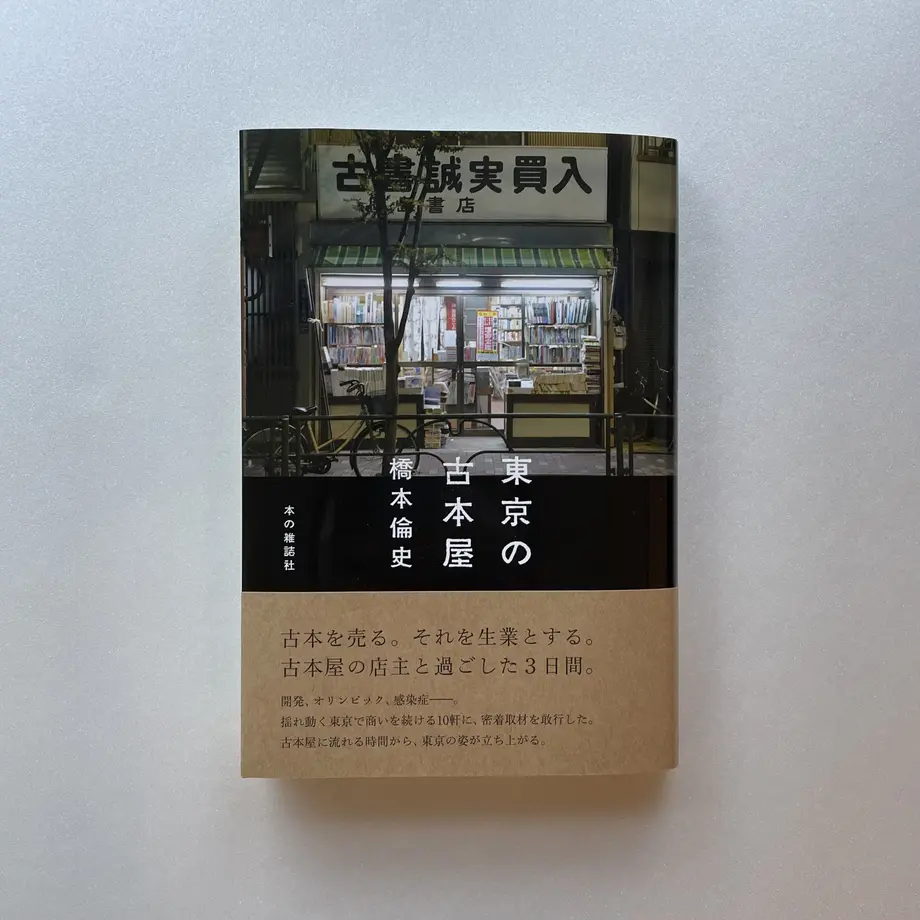 古書誠実買入
書店
東京の
古本屋
橋本倫史
本の雑誌社
古本を売る。それを生業とする。
古本屋の店主と過ごした3日間。
開発、オリンピック、感染症――。
揺れ動く東京で商いを続ける10軒に、密着取材を敢行した。
古本屋に流れる時間から、東京の姿が立ち上がる。